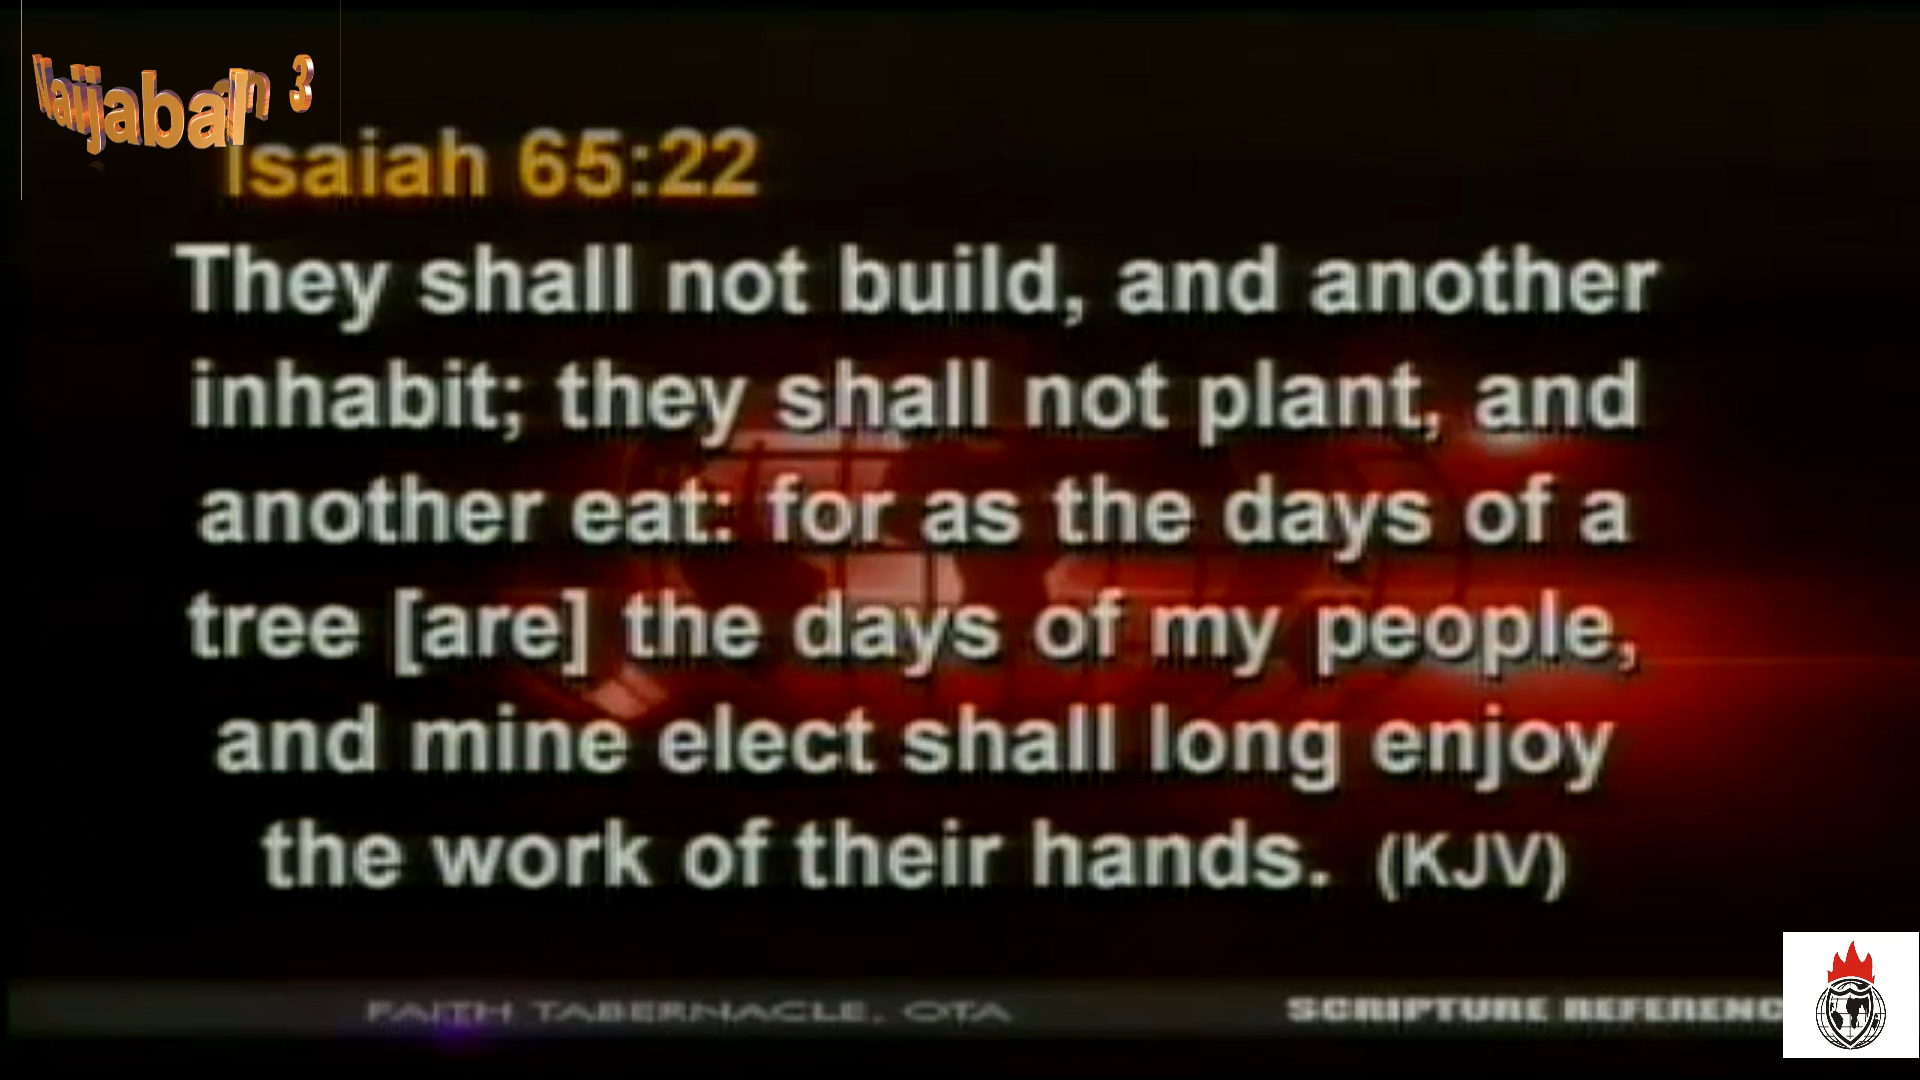 3
Isaiah 65:22
They shall not build, and another
inhabit; they shall not plant, and
another eat: for as the days of a
tree [are] the days of my people,
and mine elect shall long enjoy
the work of their hands. (KJV)
FAITH TABERNACLE, OTA
SCRIPTURE REFERENC